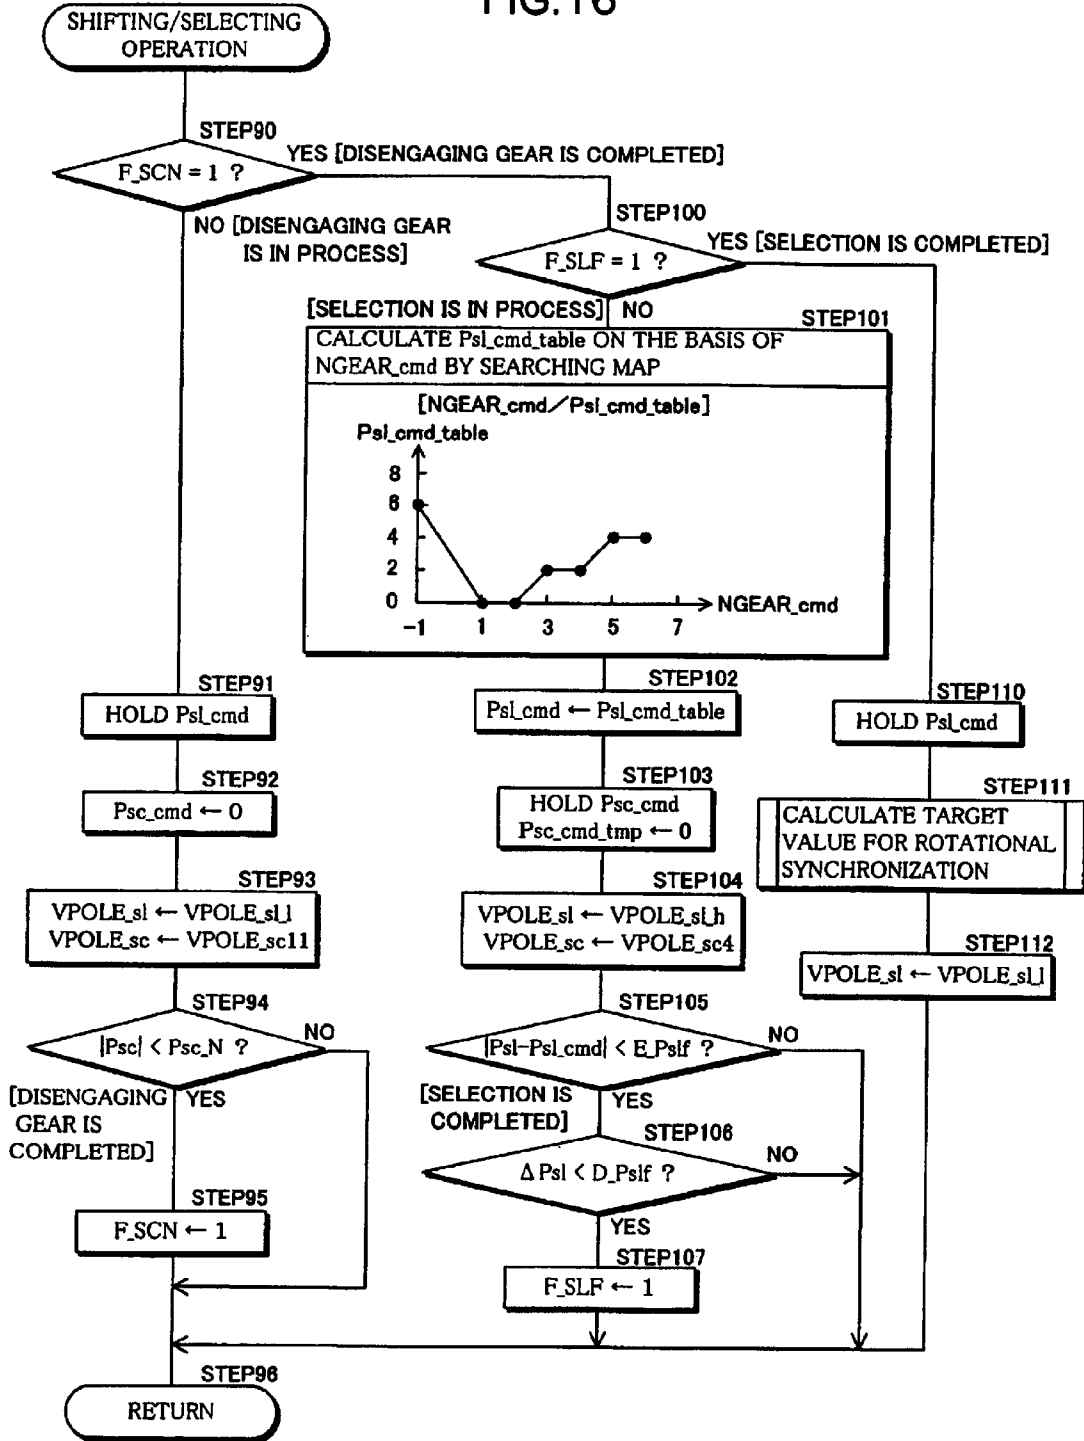 FIG.16
SHIFTING/SELECTING
OPERATION
STEP90
F_SCN = 1 ?
YES [DISENGAGING GEAR IS COMPLETED]
NO [DISENGAGING GEAR
IS IN PROCESS]
STEP100
F_SLF = 1 ?
YES [SELECTION IS COMPLETED]
[SELECTION IS IN PROCESS] NO
STEP101
CALCULATE Psl_cmd_table ON THE BASIS OF
NGEAR_cmd BY SEARCHING MAP
[NGEAR_cmd/Psl_cmd_table]
Psl_cmd_table
8
6
4
2
0
NGEAR_cmd
-1 1 3 5 7
STEP91
HOLD Psl_cmd
STEP92
Psc_cmd ← 0
STEP93
VPOLE_sl ← VPOLE_sl_l
VPOLE_sc ← VPOLE_sc11
STEP94
|Psc| < Psc_N ?
NO
[DISENGAGING
GEAR IS
COMPLETED]
YES
STEP95
F_SCN ← 1
STEP102
Psl_cmd ← Psl_cmd_table
STEP103
HOLD Psc_cmd
Psc_cmd_tmp ← 0
STEP104
VPOLE_sl ← VPOLE_sl_h
VPOLE_sc ← VPOLE_sc4
STEP105
|Psl-Psl_cmd| < E_Pslf ?
NO
[SELECTION IS
COMPLETED]
YES
STEP106
Δ Psl < D_Pslf ?
NO
YES
STEP107
F_SLF ← 1
STEP110
HOLD Psl_cmd
STEP111
CALCULATE TARGET
VALUE FOR ROTATIONAL
SYNCHRONIZATION
STEP112
VPOLE_sl ← VPOLE_sl_l
STEP96
RETURN